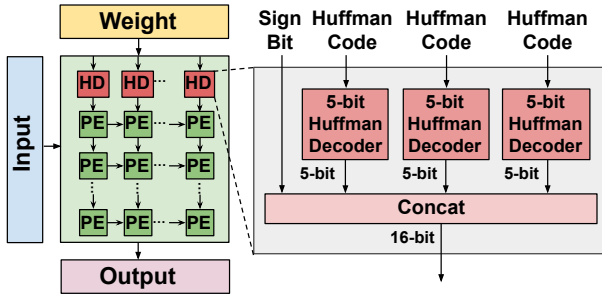 Weight
Input
HD HD ··· HD
PE PE ··· PE
PE PE ··· PE
PE PE ··· PE
Output
Sign Bit
Huffman Code
Huffman Code
Huffman Code
5-bit
Huffman
Decoder
5-bit
Huffman
Decoder
5-bit
Huffman
Decoder
5-bit
5-bit
5-bit
Concat
16-bit